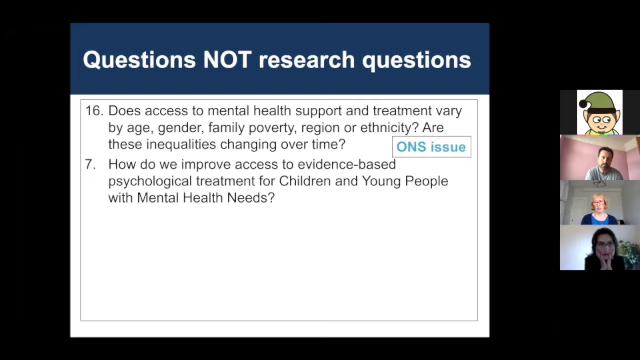 Questions NOT research questions
16. Does access to mental health support and treatment vary
by age, gender, family poverty, region or ethnicity? Are
these inequalities changing over time?
ONS issue
7. How do we improve access to evidence-based
psychological treatment for Children and Young People
with Mental Health Needs?